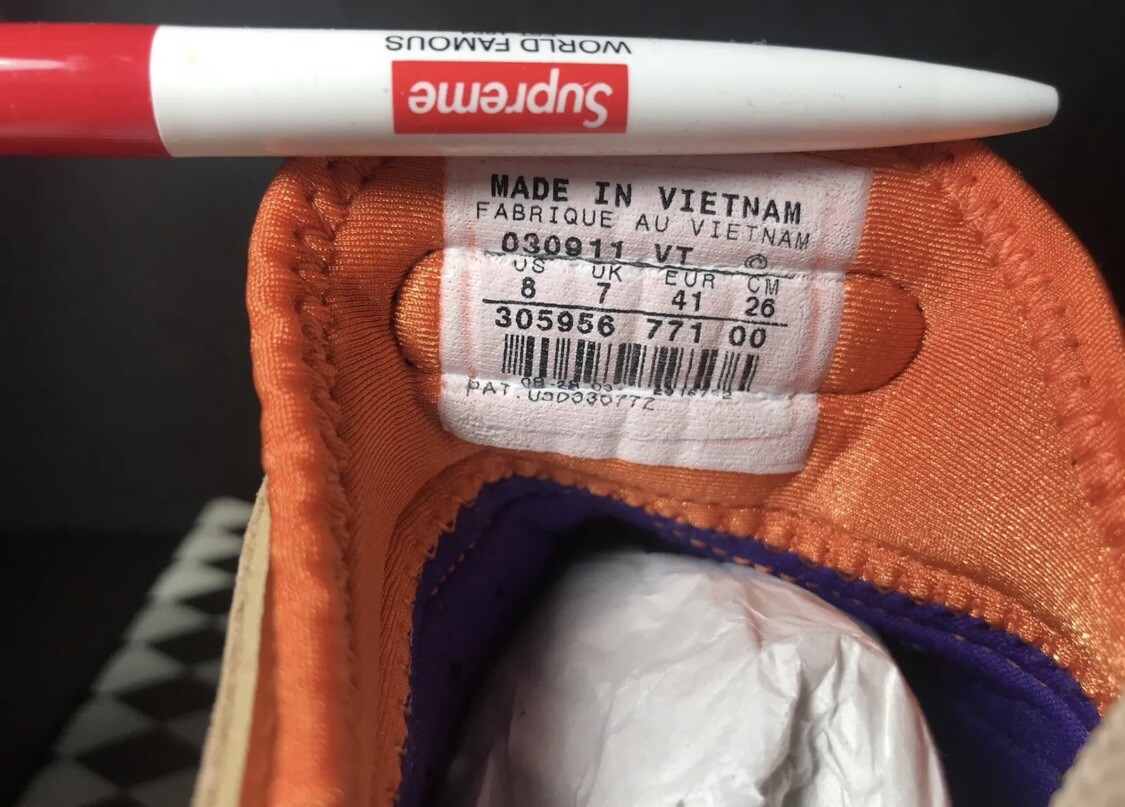 WORLD FAMOUS
Supreme
MADE IN VIETNAM
FABRIQUE AU VIETNAM
030911 VT ©
US UK EUR CM
8 7 41 26
305956 771 00
PAT.